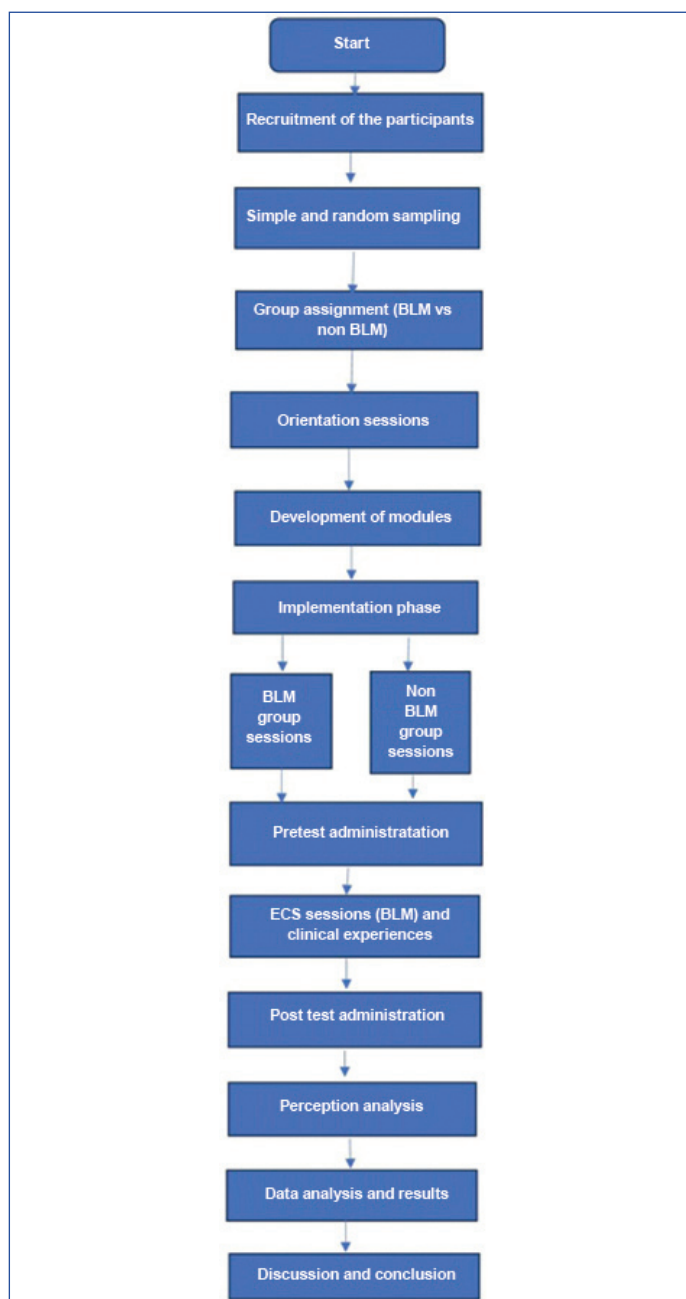 Start
Recruitment of the participants
Simple and random sampling
Group assignment (BLM vs
non BLM)
Orientation sessions
Development of modules
Implementation phase
BLM
group
sessions
Non
BLM
group
sessions
Pretest administratation
ECS sessions (BLM) and
clinical experiences
Post test administration
Perception analysis
Data analysis and results
Discussion and conclusion